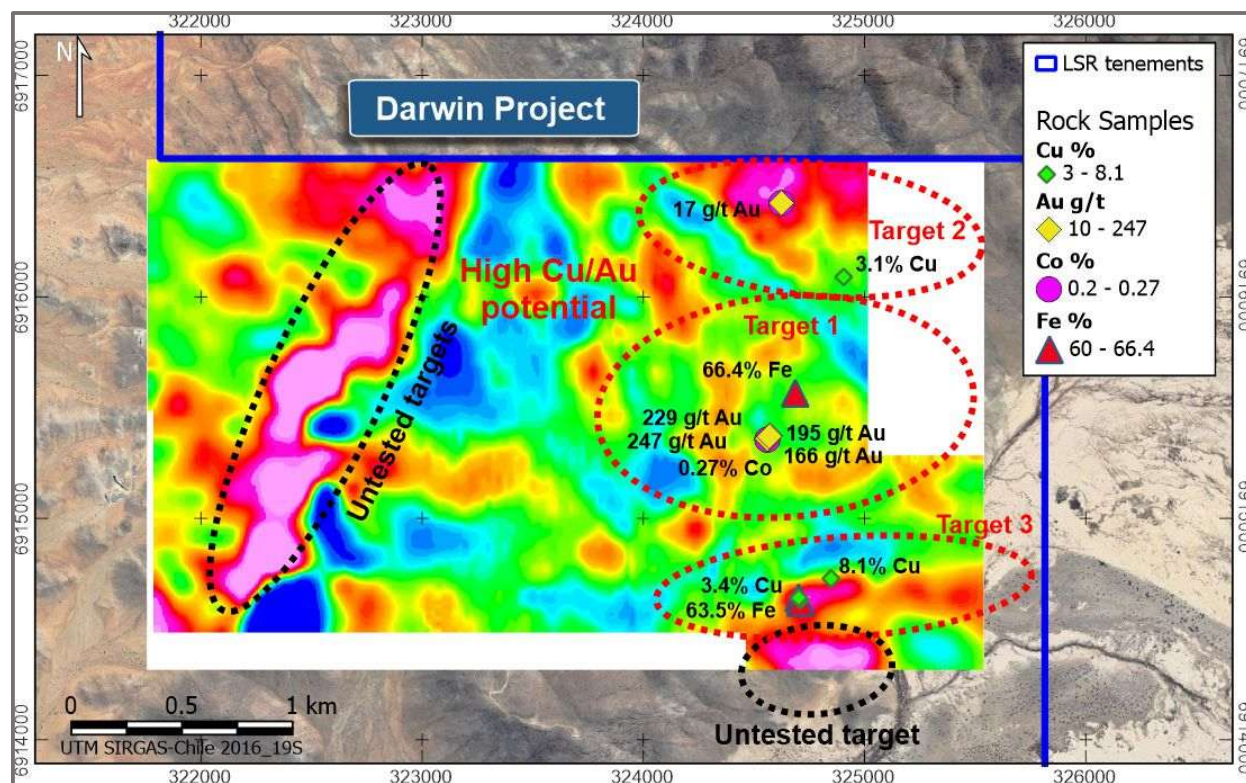 322000
323000
324000
325000
326000
N
6917000
6916000
6915000
6914000
6917000
6916000
6915000
6914000
Darwin Project
LSR tenements
Rock Samples
Cu %
3 - 8.1
Au g/t
10 - 247
Co %
0.2 - 0.27
Fe %
60 - 66.4
17 g/t Au
Target 2
3.1% Cu
High Cu/Au
potential
Target 1
66.4% Fe
229 g/t Au
247 g/t Au
195 g/t Au
166 g/t Au
0.27% Co
Untested targets
Target 3
8.1% Cu
3.4% Cu
63.5% Fe
Untested target
0
0.5
1 km
UTM SIRGAS-Chile 2016_19S
322000
323000
324000
325000
326000